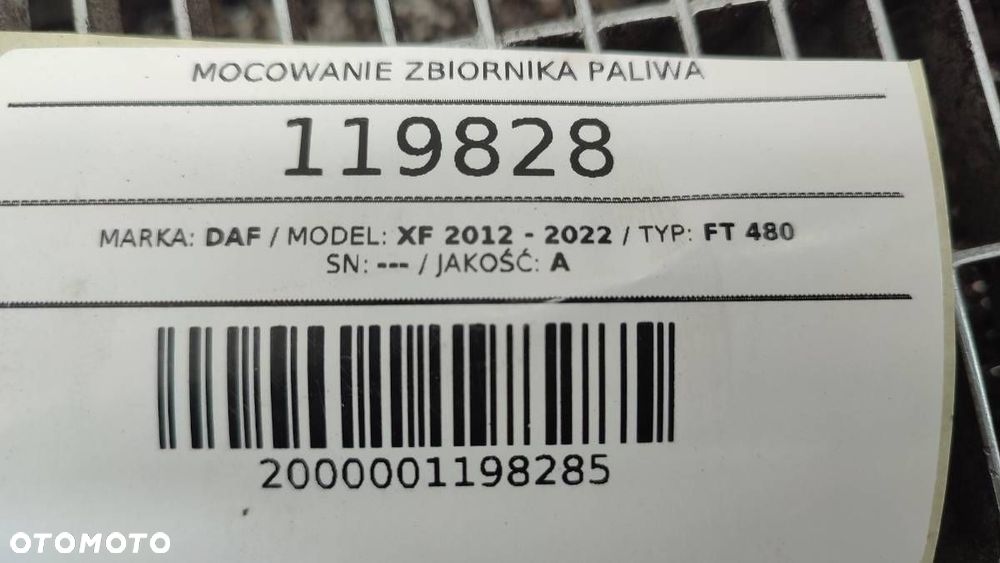 MOCOWANIE ZBIORNIKA PALIWA
119828
MARKA: DAF / MODEL: XF 2012 - 2022 / TYP: FT 480
SN: --- / JAKOŚĆ: A
2000001198285
OTOMOTO